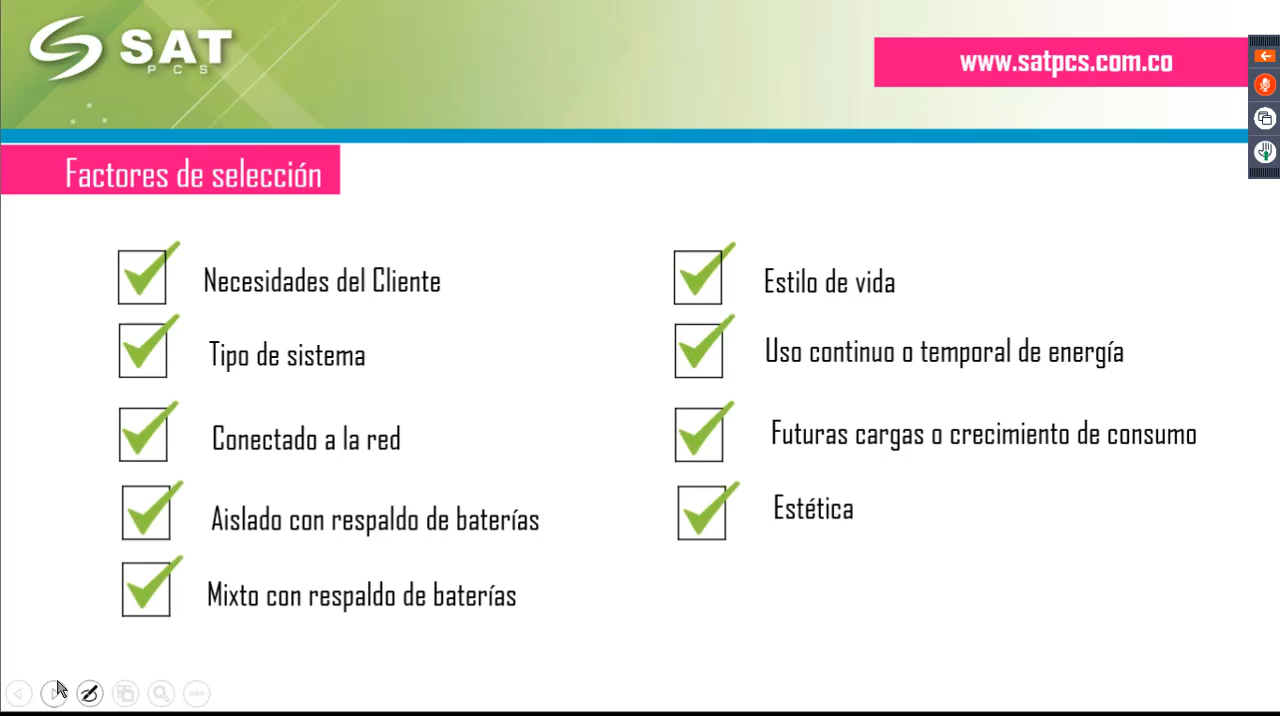 SAT
PCS
www.satpcs.com.co
Factores de selección
Necesidades del Cliente
Tipo de sistema
Conectado a la red
Aislado con respaldo de baterías
Mixto con respaldo de baterías
Estilo de vida
Uso continuo o temporal de energía
Futuras cargas o crecimiento de consumo
Estética